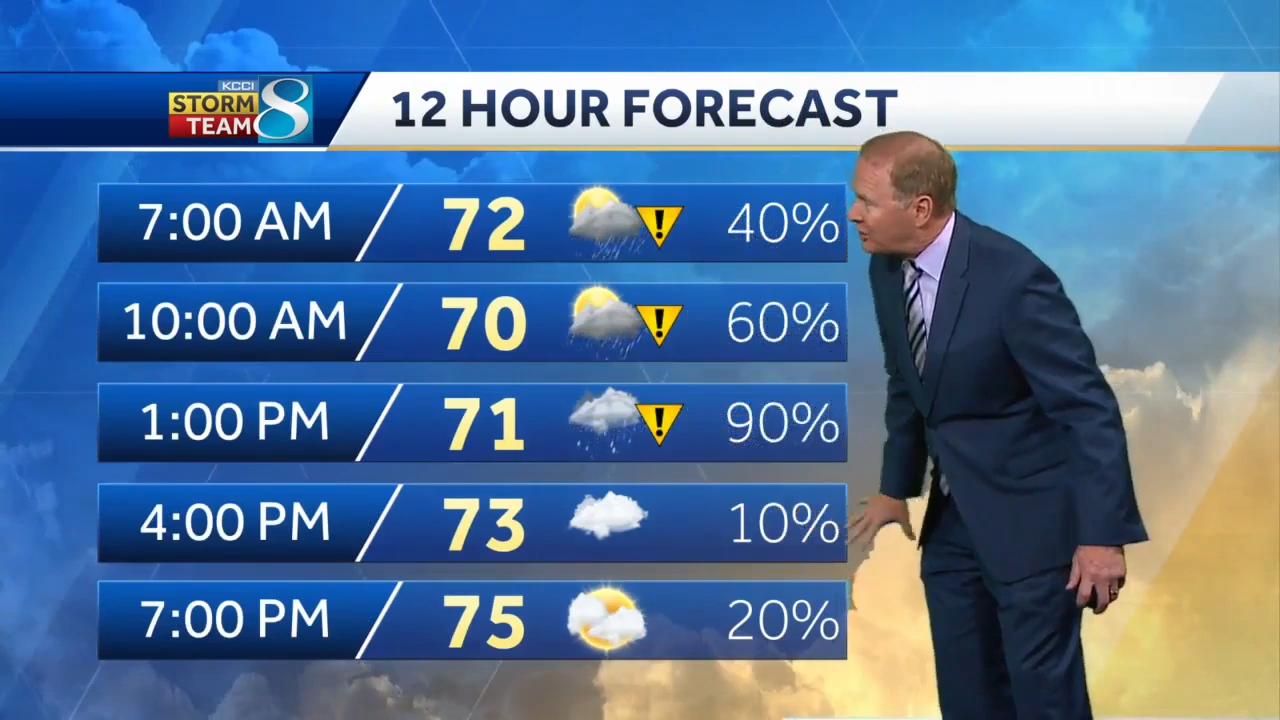 KCCI
STORM
TEAM 8
12 HOUR FORECAST
7:00 AM 72 ! 40%
10:00 AM 70 ! 60%
1:00 PM 71 ! 90%
4:00 PM 73 10%
7:00 PM 75 20%